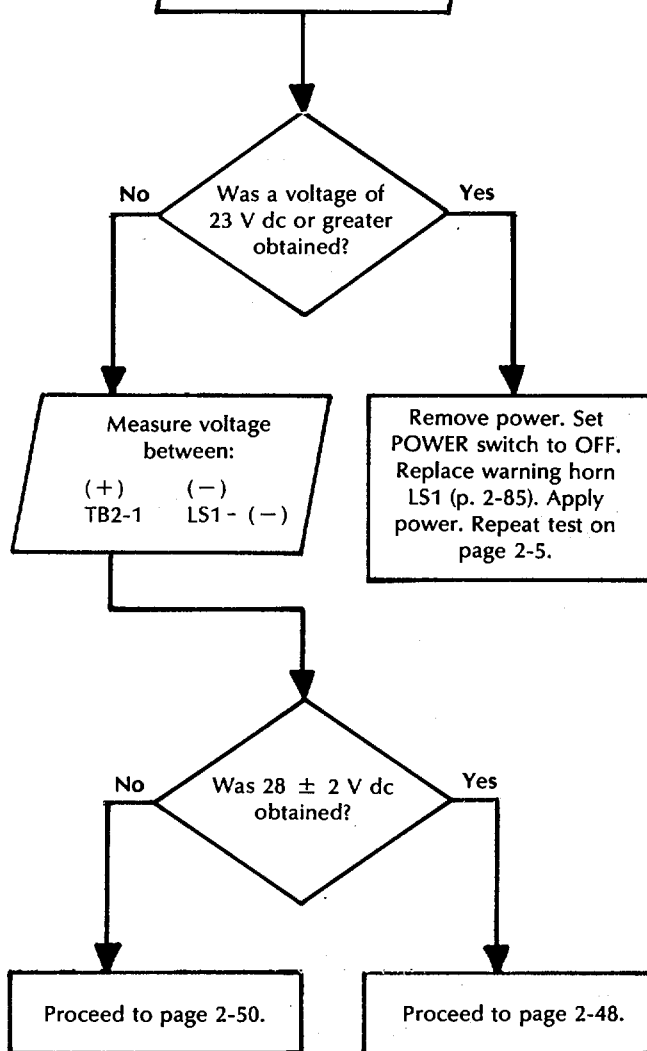 No
Was a voltage of
23 V dc or greater
obtained?
Yes
Measure voltage
between:
(+) (−)
TB2-1 LS1 - (−)
Remove power. Set
POWER switch to OFF.
Replace warning horn
LS1 (p. 2-85). Apply
power. Repeat test on
page 2-5.
No
Was 28 ± 2 V dc
obtained?
Yes
Proceed to page 2-50.
Proceed to page 2-48.